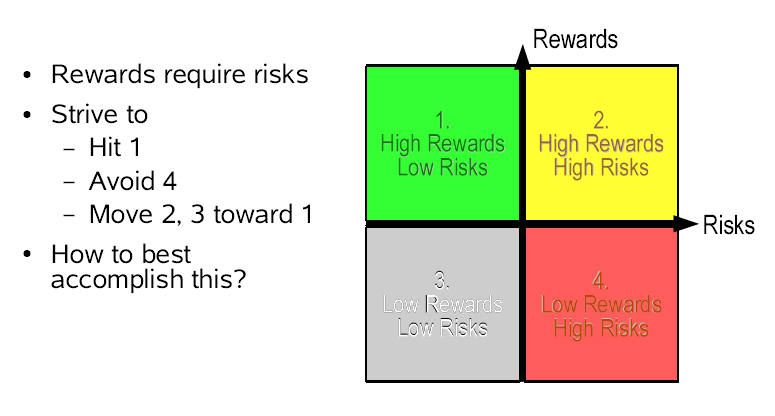 • Rewards require risks
• Strive to
– Hit 1
– Avoid 4
– Move 2, 3 toward 1
• How to best
accomplish this?
Rewards
1.
High Rewards
Low Risks
2.
High Rewards
High Risks
Risks
3.
Low Rewards
Low Risks
4.
Low Rewards
High Risks